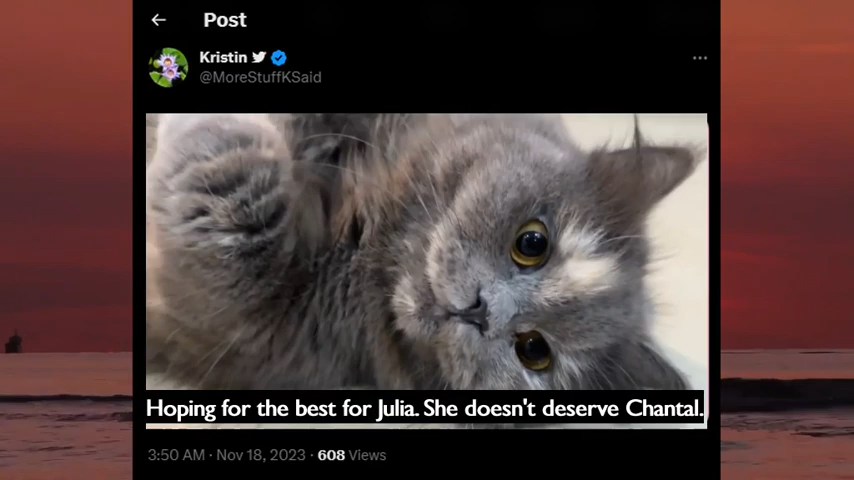 Post
Kristin
@MoreStuffKSaid
Hoping for the best for Julia. She doesn't deserve Chantal.
3:50 AM · Nov 18, 2023 · 608 Views